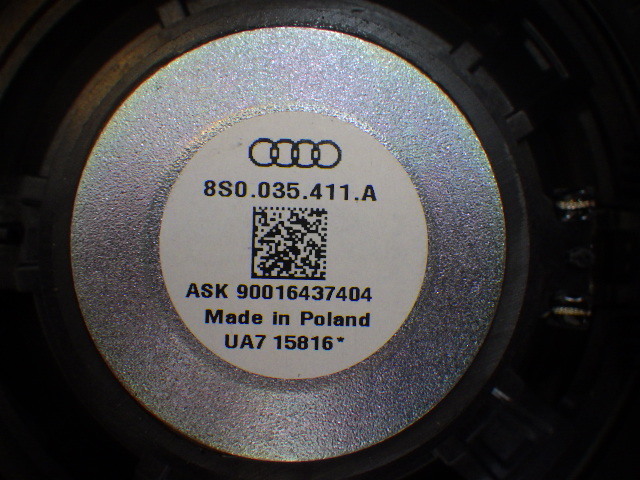 8S0.035.411.A
ASK 90016437404
Made in Poland
UA7 15816*